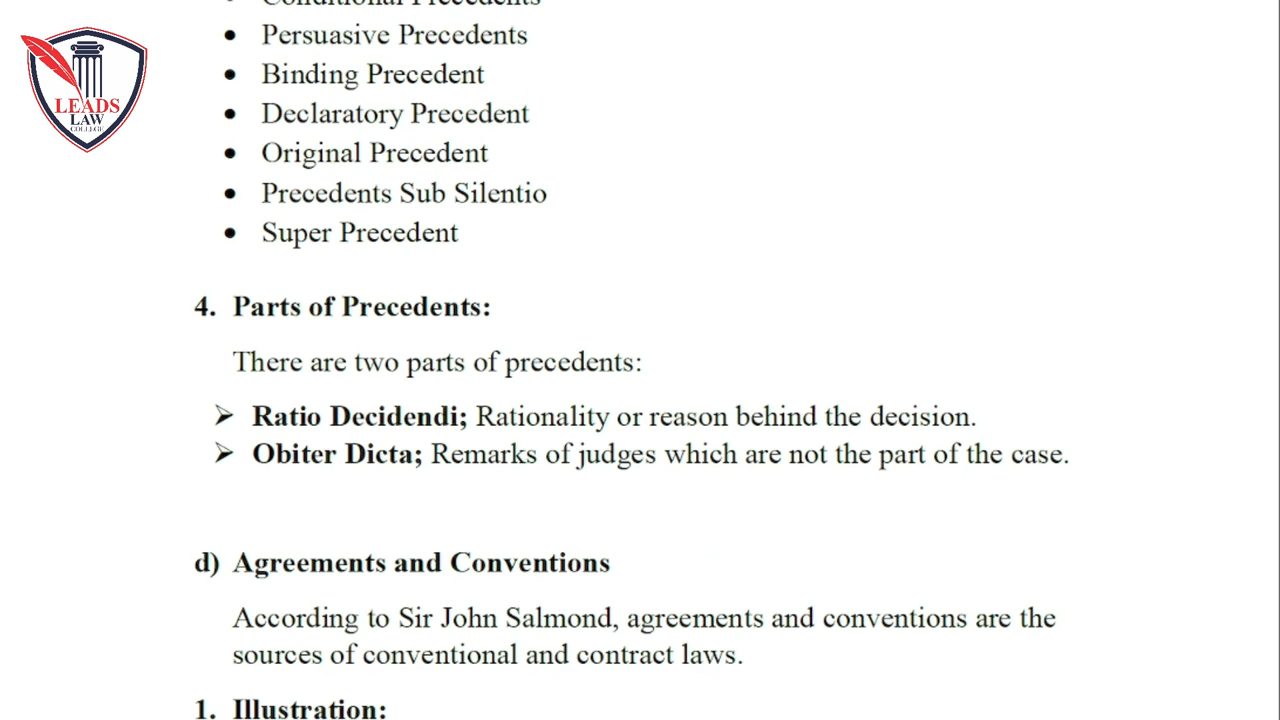 Conditional Precedents
• Persuasive Precedents
• Binding Precedent
• Declaratory Precedent
• Original Precedent
• Precedents Sub Silentio
• Super Precedent
LEADS
LAW
COLLEGE
4. Parts of Precedents:
There are two parts of precedents:
➢ Ratio Decidendi; Rationality or reason behind the decision.
➢ Obiter Dicta; Remarks of judges which are not the part of the case.
d) Agreements and Conventions
According to Sir John Salmond, agreements and conventions are the
sources of conventional and contract laws.
1. Illustration: